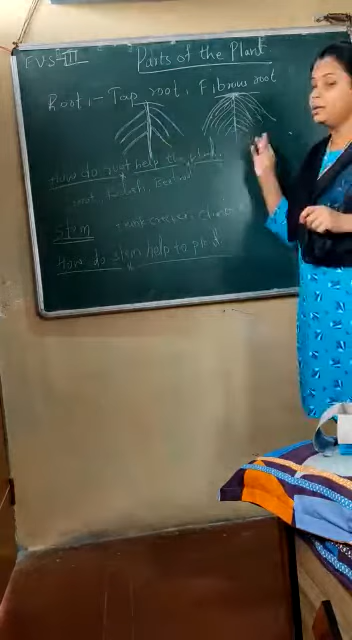 EVS-III Parts of the Plant
Root :- Tap root, Fibrous root
How do root help the plant.
root,
Stem
How do stem help to